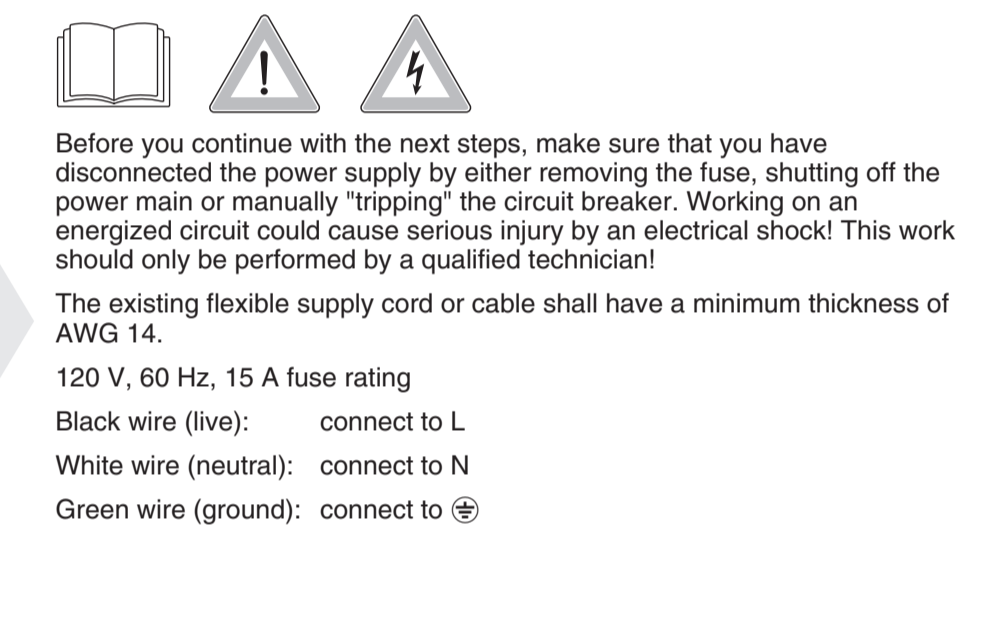 Before you continue with the next steps, make sure that you have
disconnected the power supply by either removing the fuse, shutting off the
power main or manually "tripping" the circuit breaker. Working on an
energized circuit could cause serious injury by an electrical shock! This work
should only be performed by a qualified technician!
The existing flexible supply cord or cable shall have a minimum thickness of
AWG 14.
120 V, 60 Hz, 15 A fuse rating
Black wire (live): connect to L
White wire (neutral): connect to N
Green wire (ground): connect to ⏚